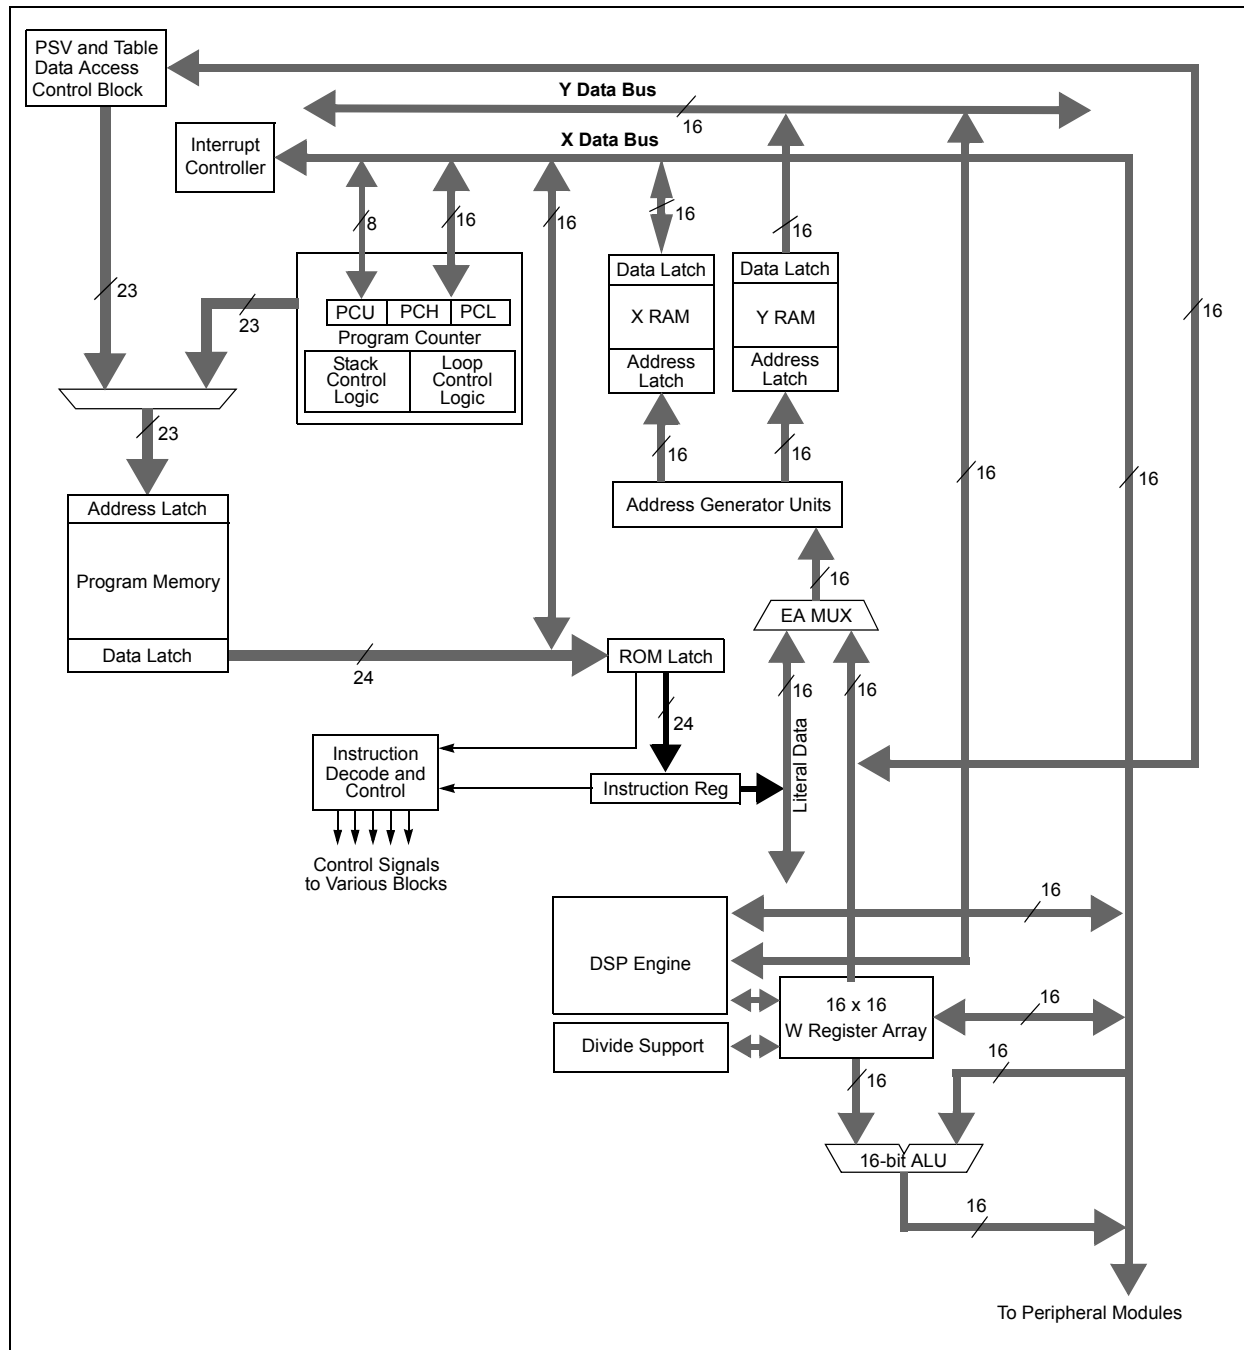 PSV and Table
Data Access
Control Block
Y Data Bus
16
X Data Bus
Interrupt
Controller
8
16
16
16
16
23
23
PCU
PCH
PCL
Program Counter
Stack
Control
Logic
Loop
Control
Logic
Data Latch
X RAM
Address
Latch
Data Latch
Y RAM
Address
Latch
16
23
16
16
16
16
Address Latch
Program Memory
Data Latch
Address Generator Units
16
EA MUX
24
ROM Latch
16
16
24
Literal Data
Instruction
Decode and
Control
Instruction Reg
Control Signals
to Various Blocks
16
DSP Engine
16 x 16
W Register Array
16
Divide Support
16
16
16-bit ALU
16
To Peripheral Modules